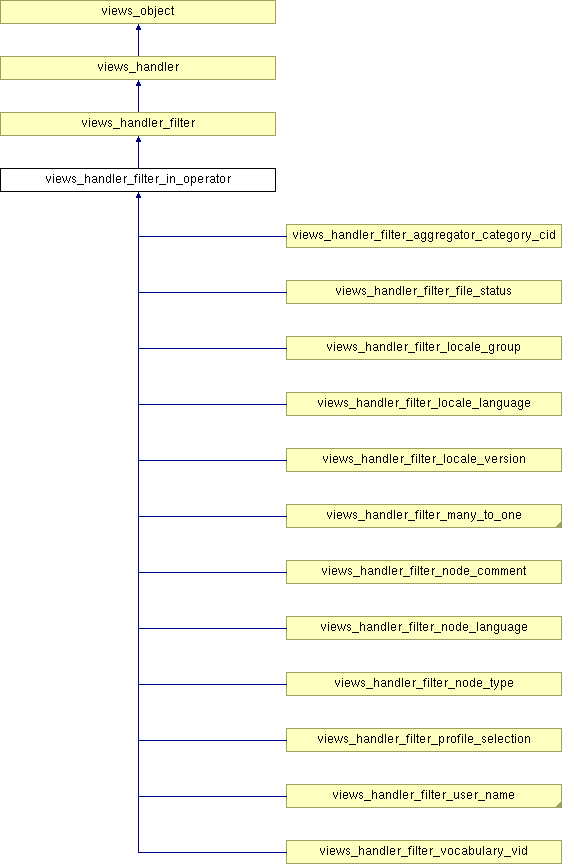 views_object
views_handler
views_handler_filter
views_handler_filter_in_operator
views_handler_filter_aggregator_category_cid
views_handler_filter_file_status
views_handler_filter_locale_group
views_handler_filter_locale_language
views_handler_filter_locale_version
views_handler_filter_many_to_one
views_handler_filter_node_comment
views_handler_filter_node_language
views_handler_filter_node_type
views_handler_filter_profile_selection
views_handler_filter_user_name
views_handler_filter_vocabulary_vid